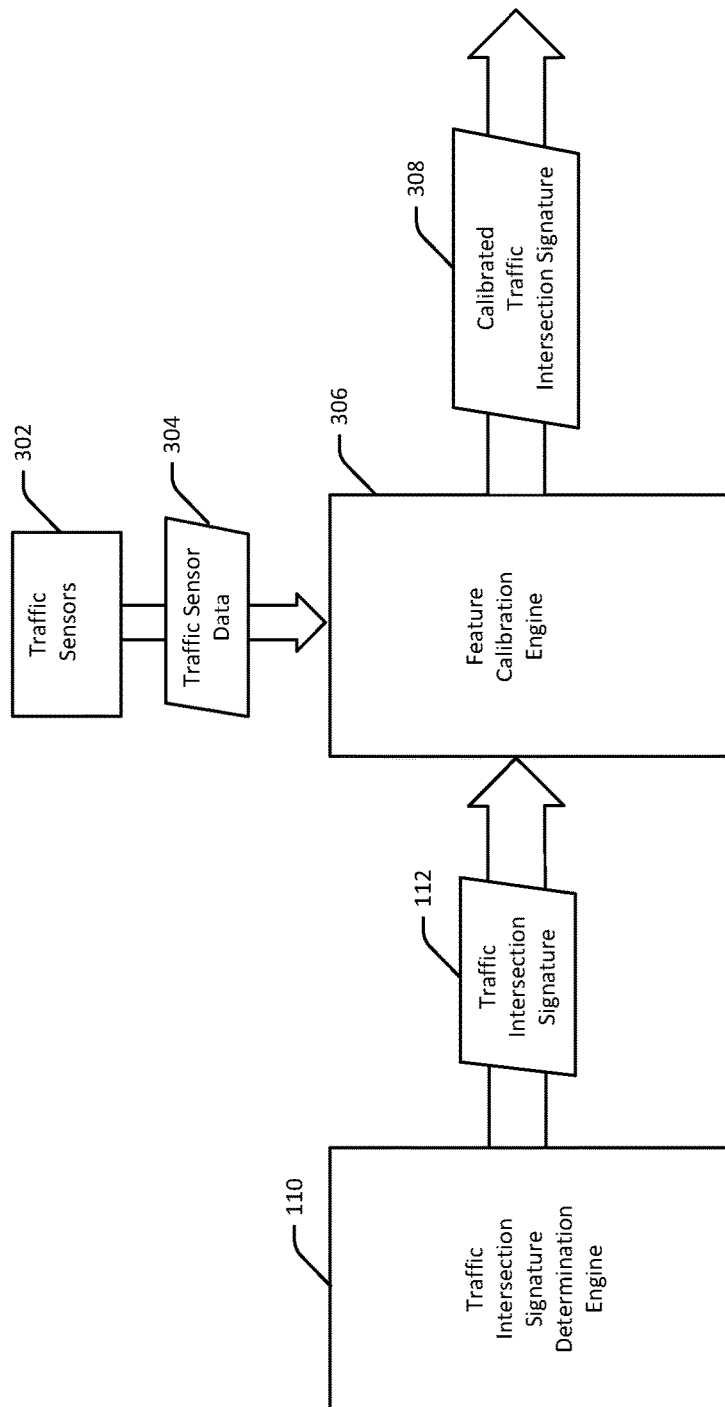 302
Traffic
Sensors
304
Traffic Sensor
Data
110
Traffic
Intersection
Signature
Determination
Engine
112
Traffic
Intersection
Signature
306
Feature
Calibration
Engine
308
Calibrated
Traffic
Intersection Signature